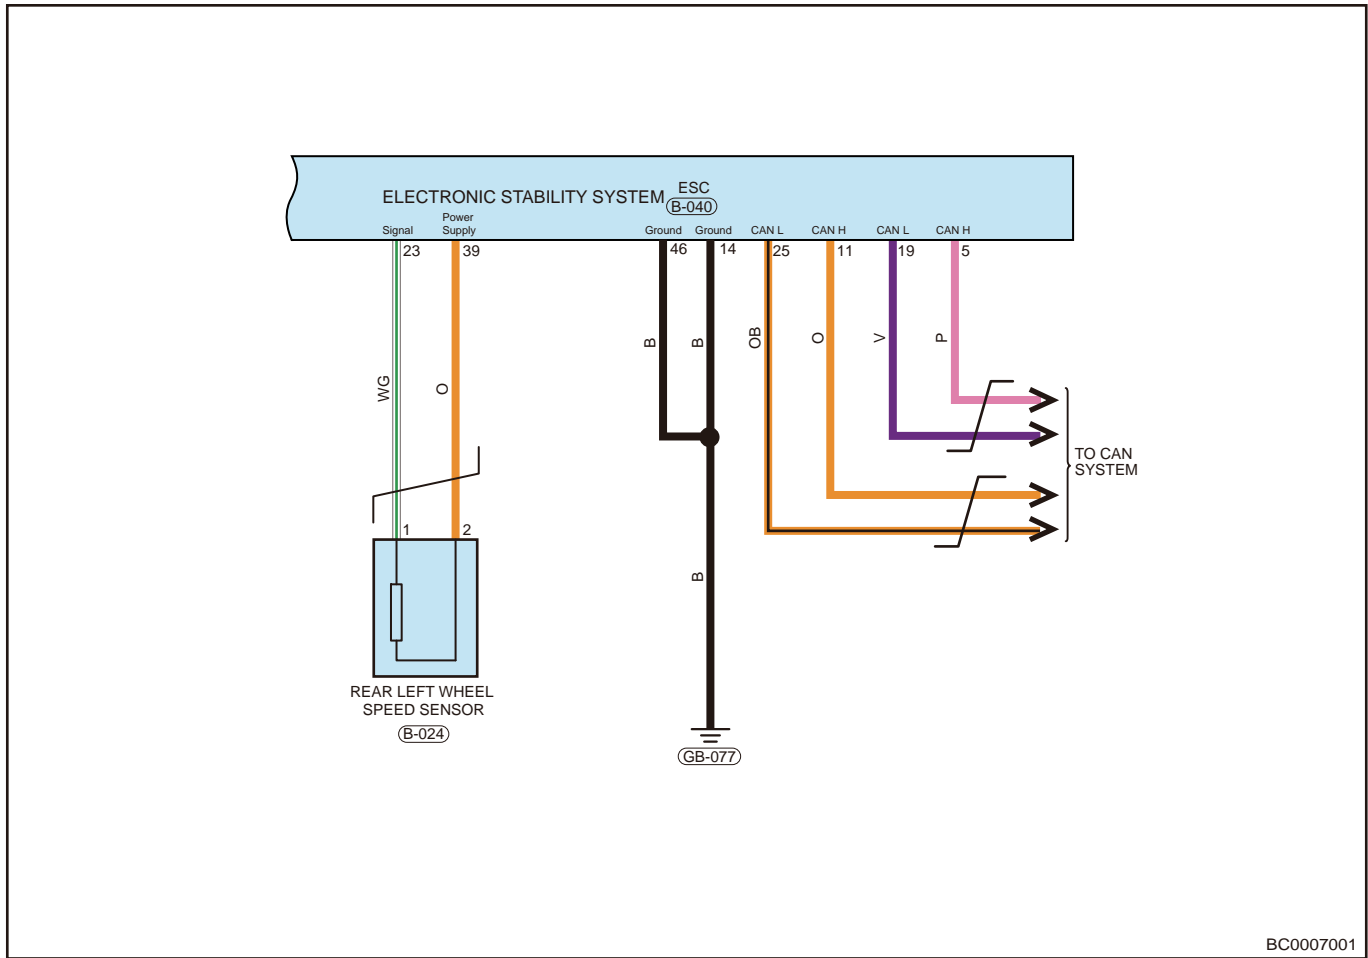 ELECTRONIC STABILITY SYSTEM
ESC
B-040
Signal
Power
Supply
Ground
Ground
CAN L
CAN H
CAN L
CAN H
23
39
46
14
25
11
19
5
WG
O
B
B
OB
O
V
P
TO CAN
SYSTEM
1
2
B
REAR LEFT WHEEL
SPEED SENSOR
B-024
GB-077
BC0007001